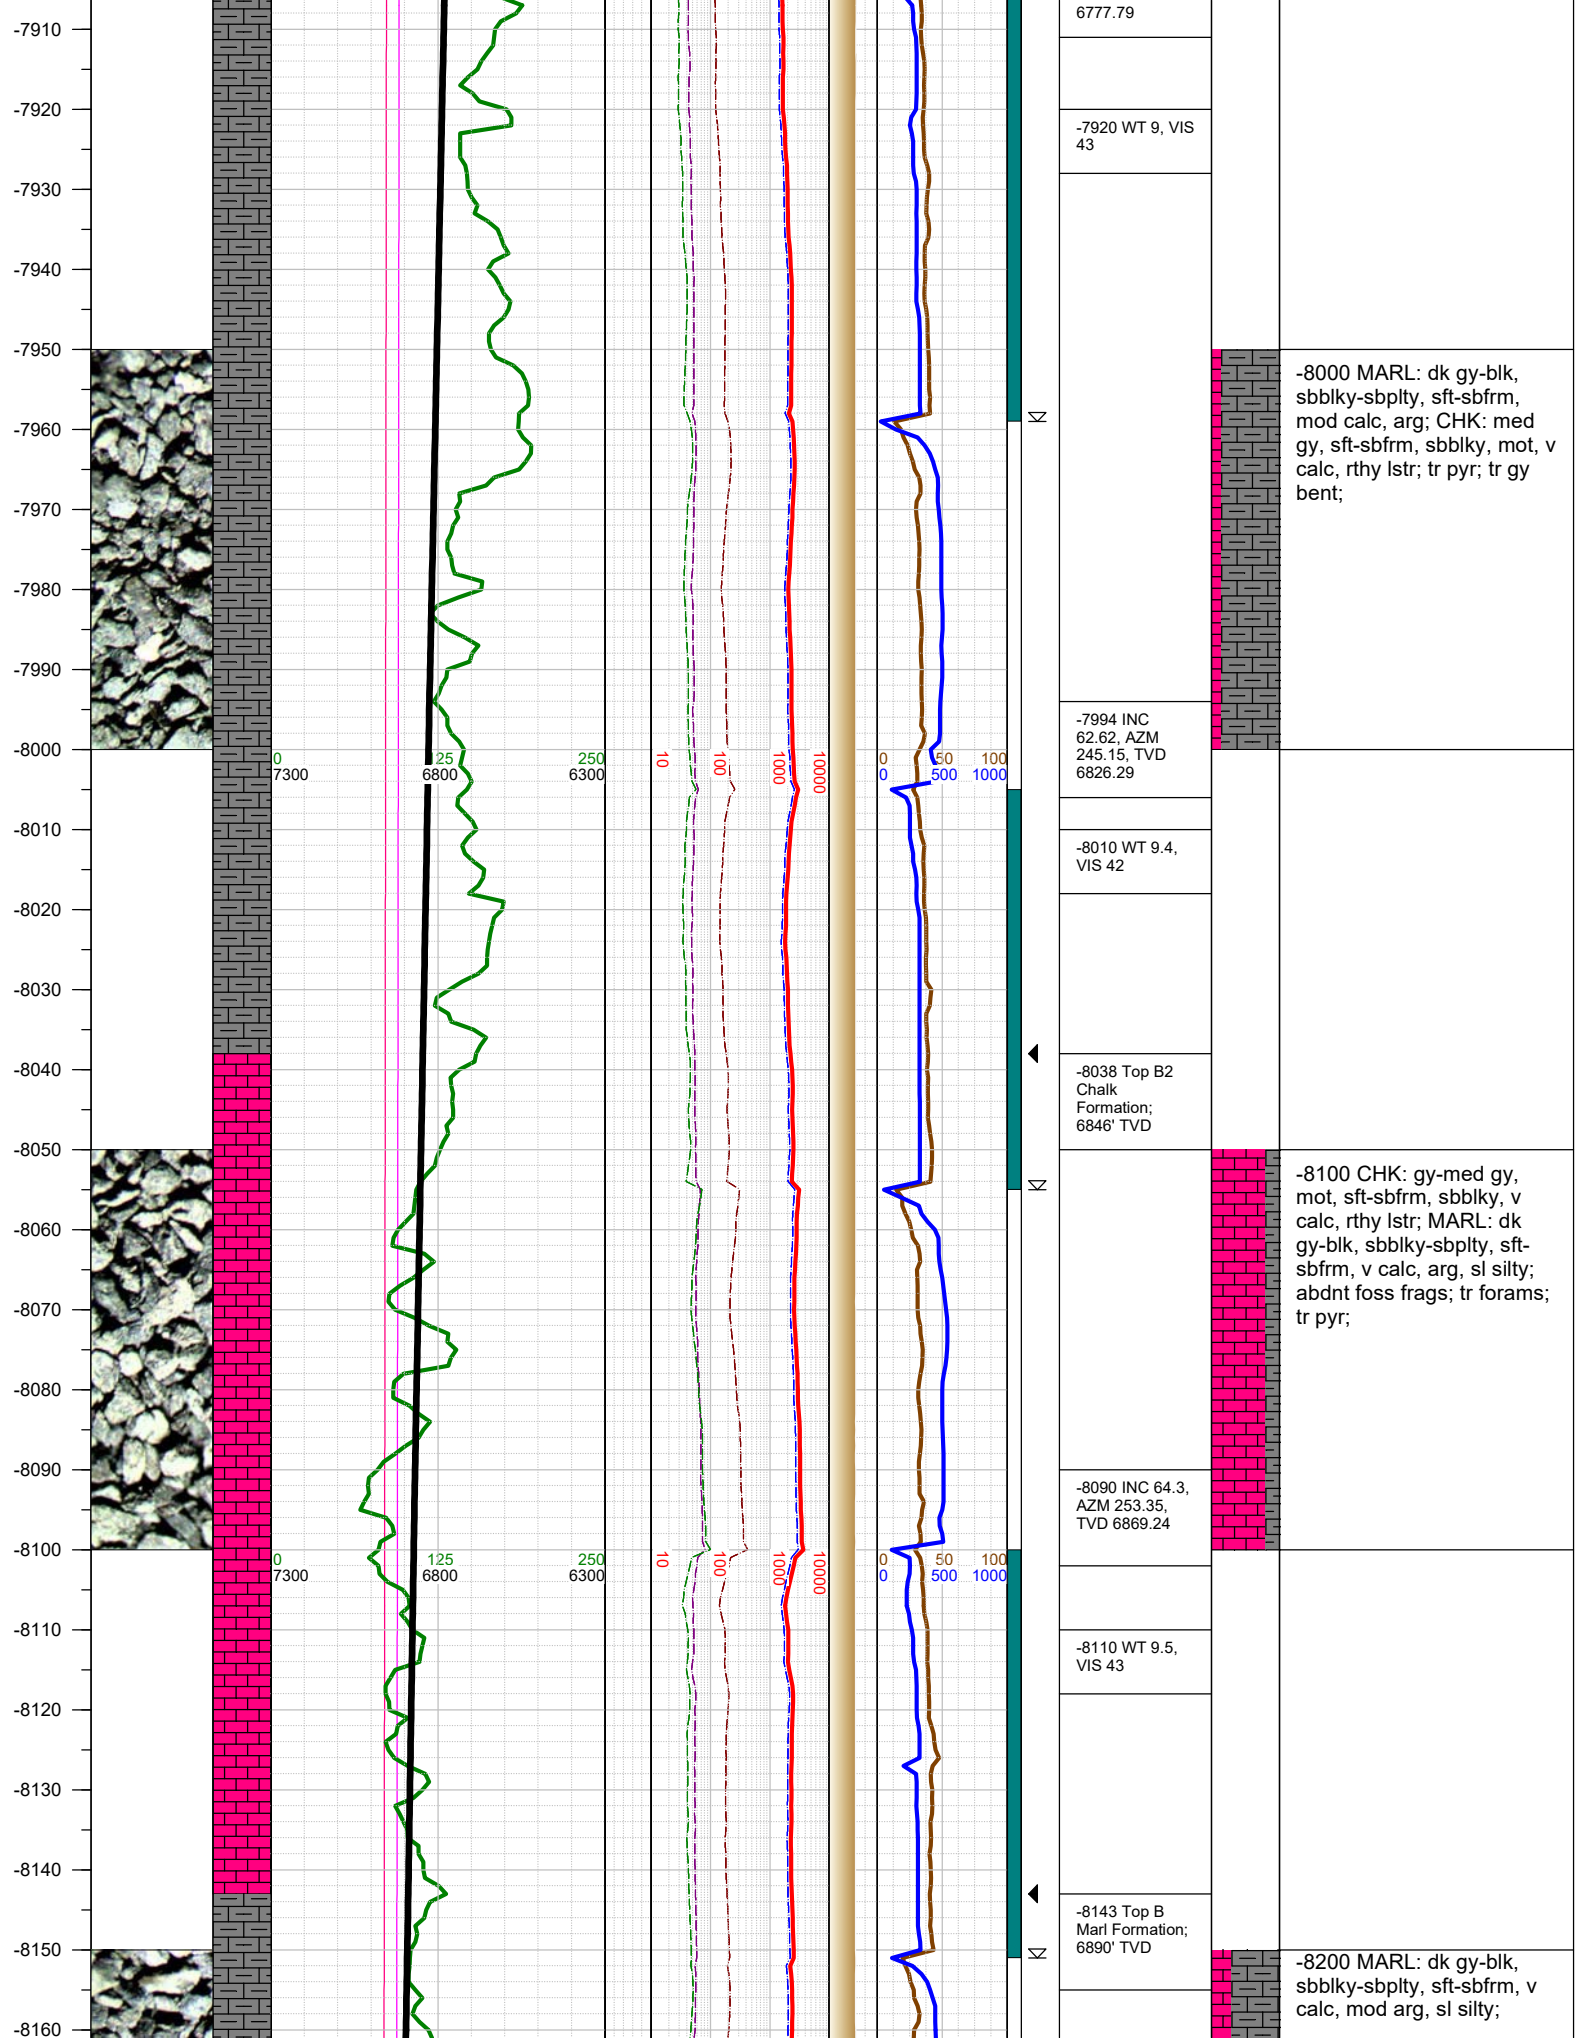 6777.79
-7910
-7920
-7920 WT 9, VIS
43
-7930
-7940
-7950
-8000 MARL: dk gy-blk,
sbblky-sbplty, sft-sbfrm,
mod calc, arg; CHK: med
gy, sft-sbfrm, sbblky, mot, v
calc, rthy lstr; tr pyr; tr gy
bent;
-7960
-7970
-7980
-7990
-7994 INC
62.62, AZM
245.15, TVD
6826.29
-8000
0 125 250 10 100 1000 10000 0 50 100
7300 6800 6300 0 500 1000
-8010
-8010 WT 9.4,
VIS 42
-8020
-8030
-8040
-8038 Top B2
Chalk
Formation;
6846' TVD
-8050
-8100 CHK: gy-med gy,
mot, sft-sbfrm, sbblky, v
calc, rthy lstr; MARL: dk
gy-blk, sbblky-sbplty, sft-
sbfrm, v calc, arg, sl silty;
abdnt foss frags; tr forams;
tr pyr;
-8060
-8070
-8080
-8090
-8090 INC 64.3,
AZM 253.35,
TVD 6869.24
-8100
0 125 250 10 100 1000 10000 0 50 100
7300 6800 6300 0 500 1000
-8110
-8110 WT 9.5,
VIS 43
-8120
-8130
-8140
-8143 Top B
Marl Formation;
6890' TVD
-8150
-8200 MARL: dk gy-blk,
sbblky-sbplty, sft-sbfrm, v
calc, mod arg, sl silty;
-8160